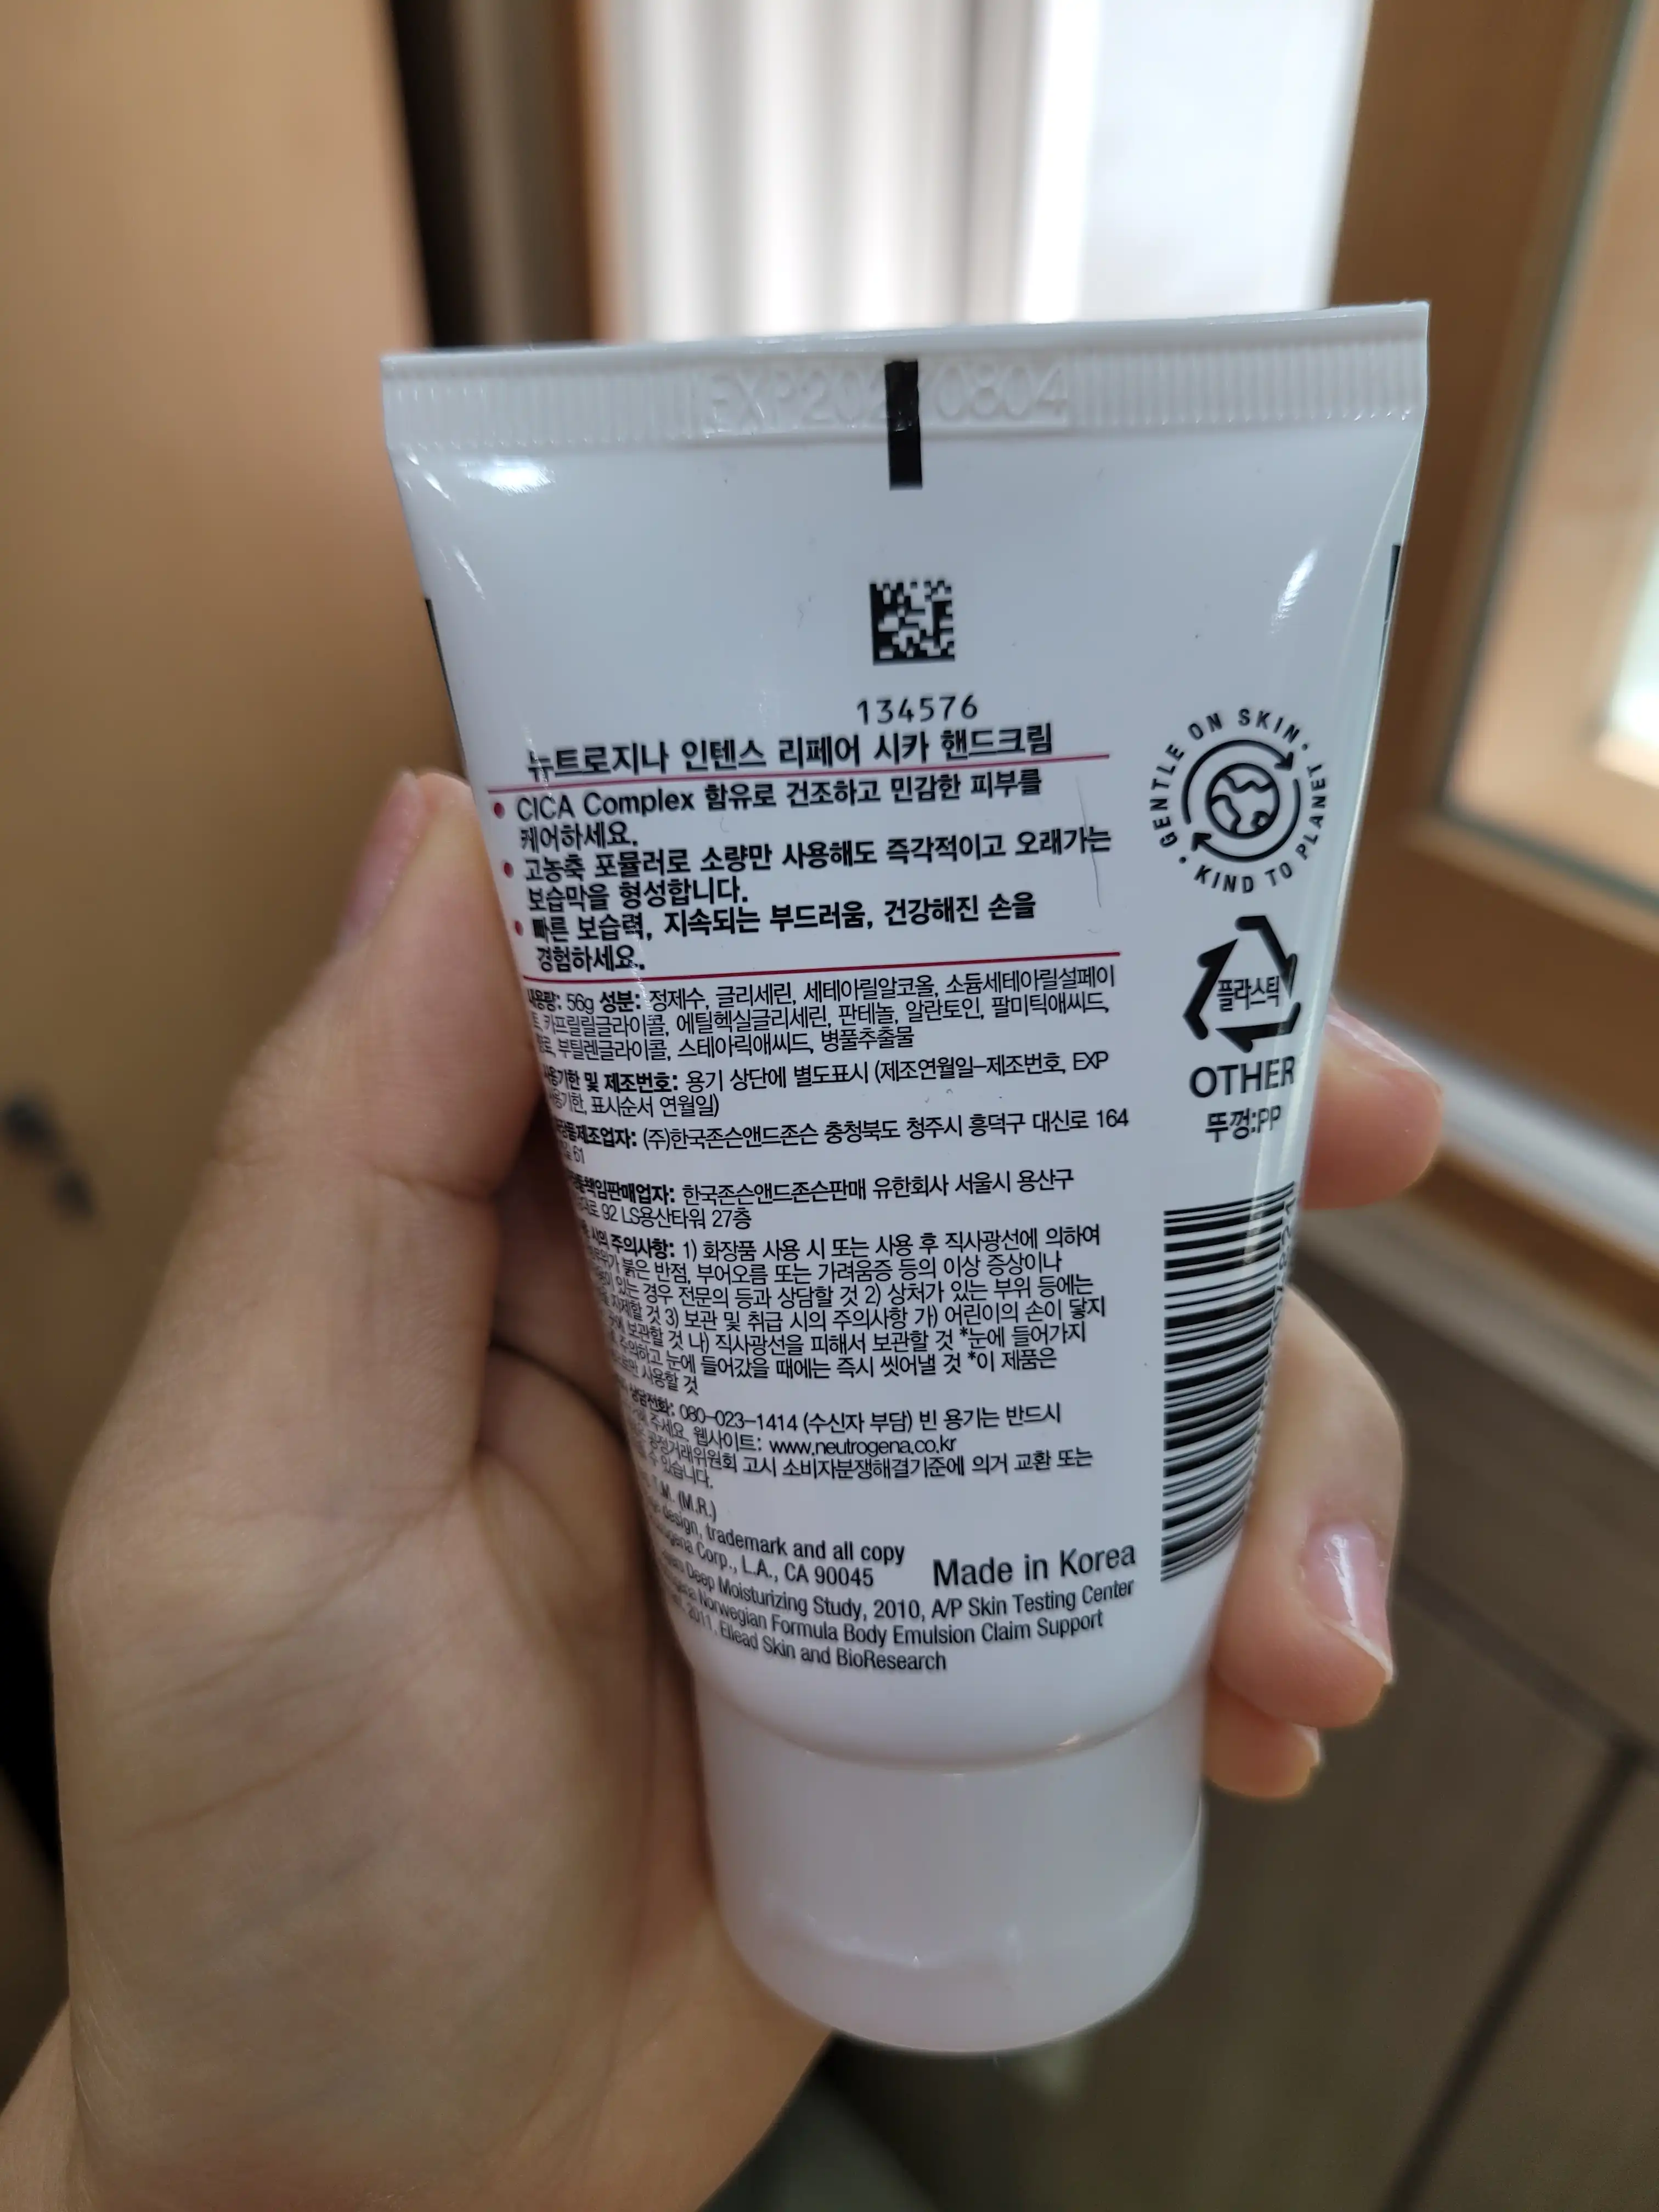 134576
뉴트로지나 인텐스 리페어 시카 핸드크림
CICA Complex 함유로 건조하고 민감한 피부를
케어하세요.
고농축 포뮬러로 소량만 사용해도 즉각적이고 오래가는
보습막을 형성합니다.
빠른 보습력, 지속되는 부드러움, 건강해진 손을
경험하세요.
56g 성분: 정제수, 글리세린, 세테아릴알코올, 소듐세테아릴설페이
트, 카프릴릴글라이콜, 에틸헥실글리세린, 판테놀, 알란토인, 팔미틱애씨드,
부틸렌글라이콜, 스테아릭애씨드, 병풀추출물
및 제조번호: 용기 상단에 별도표시 (제조연월일-제조번호, EXP
표시순서 연월일)
(주)한국존슨앤드존슨 충청북도 청주시 흥덕구 대신로 164
61
한국존슨앤드존슨판매 유한회사 서울시 용산구
92 LS용산타워 27층
시의 주의사항: 1) 화장품 사용 시 또는 사용 후 직사광선에 의하여
붉은 반점, 부어오름 또는 가려움증 등의 이상 증상이나
있는 경우 전문의 등과 상담할 것 2) 상처가 있는 부위 등에는
자제할 것 3) 보관 및 취급 시의 주의사항 가) 어린이의 손이 닿지
보관할 것 나) 직사광선을 피해서 보관할 것 *눈에 들어가지
주의하고, 눈에 들어갔을 때에는 즉시 씻어낼 것 *이 제품은
사용할 것
상담전화: 080-023-1414 (수신자 부담) 빈 용기는 반드시
주세요. 웹사이트: www.neutrogena.co.kr
공정거래위원회 고시 소비자분쟁해결기준에 의거 교환 또는
수 있습니다.
T.M. (M.R.)
design, trademark and all copy
Corp., L.A., CA 90045
Made in Korea
Deep Moisturizing Study, 2010, A/P Skin Testing Center
Norwegian Formula Body Emulsion Claim Support
2011, Ellead Skin and BioResearch
GENTLE ON SKIN · KIND TO PLANET ·
플라스틱
OTHER
뚜껑:PP